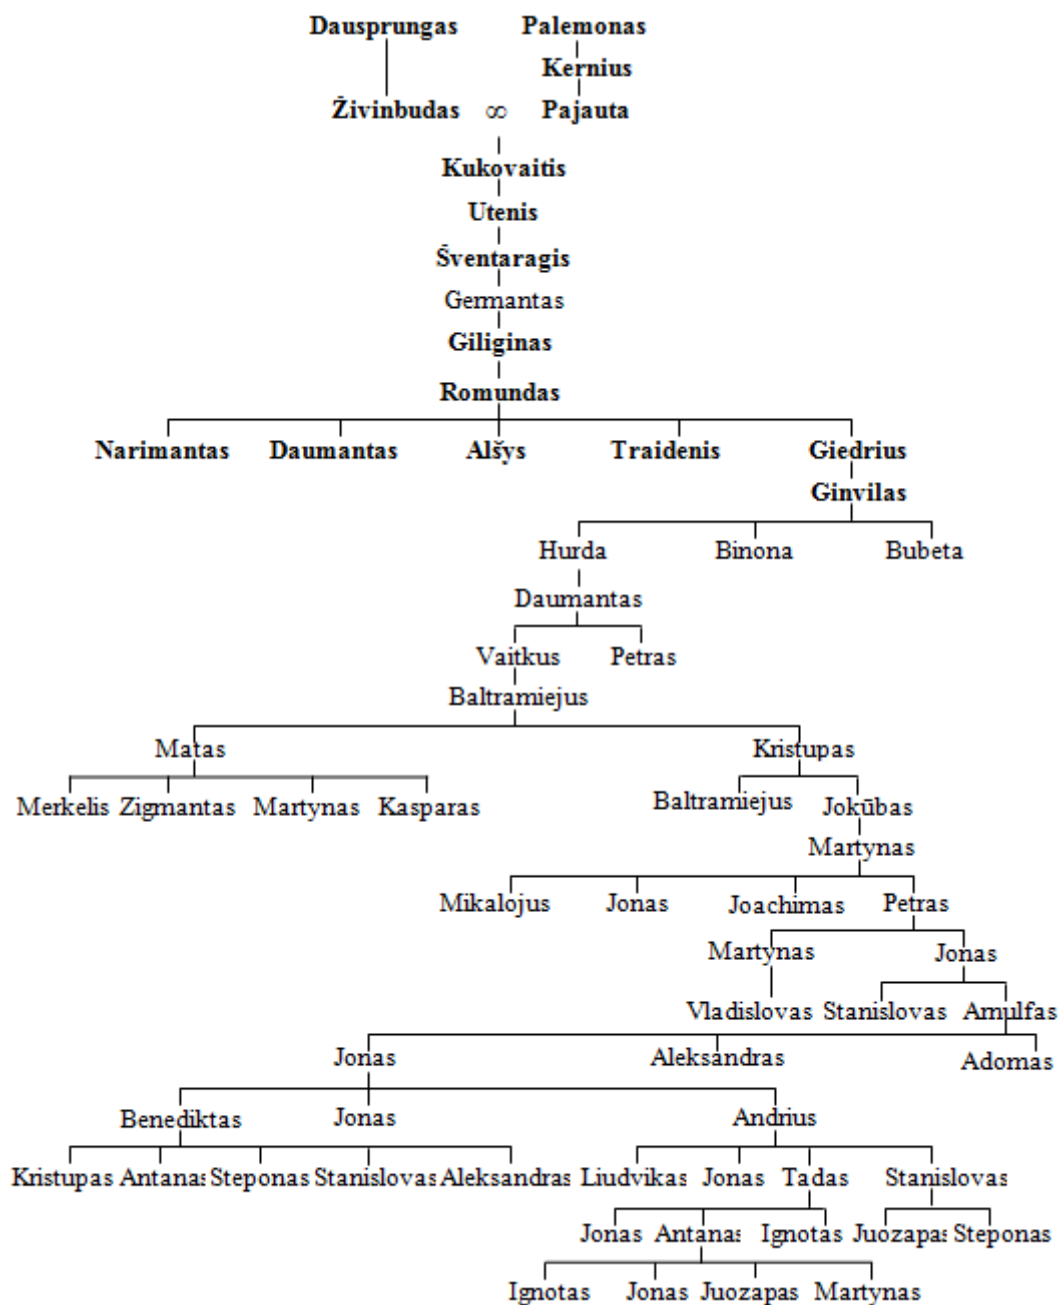 Dausprungas Palemonas
Kernius
Živinbudas ∞ Pajauta
Kukovaitis
Utenis
Šventaragis
Germantas
Giliginas
Romundas
Narimantas Daumantas Alšys Traidenis Giedrius
Ginvilas
Hurda Binona Bubeta
Daumantas
Vaitkus Petras
Baltramiejus
Matas Kristupas
Merkelis Zigmantas Martynas Kasparas Baltramiejus Jokūbas
Martynas
Mikalojus Jonas Joachimas Petras
Martynas Jonas
Vladislovas Stanislovas Arnulfas
Jonas Aleksandras Adomas
Benediktas Jonas Andrius
Kristupas Antanas Steponas Stanislovas Aleksandras Liudvikas Jonas Tadas Stanislovas
Jonas Antanas Ignotas Juozapas Steponas
Ignotas Jonas Juozapas Martynas